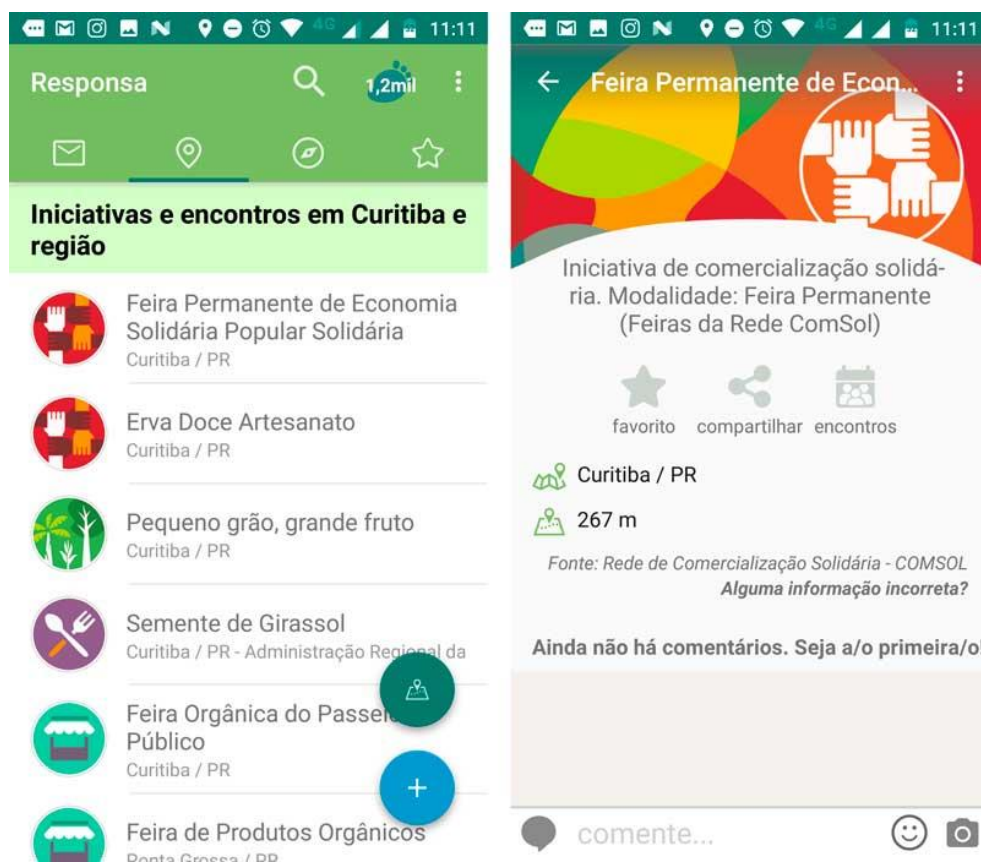 4G 11:11
Responsa
1,2mil
Iniciativas e encontros em Curitiba e
região
Feira Permanente de Economia
Solidária Popular Solidária
Curitiba / PR
Erva Doce Artesanato
Curitiba / PR
Pequeno grão, grande fruto
Curitiba / PR
Semente de Girassol
Curitiba / PR - Administração Regional da
Feira Orgânica do Passei
Público
Curitiba / PR
Feira de Produtos Orgânicos
Ponta Grossa / PR
4G 11:11
Feira Permanente de Econ...
Iniciativa de comercialização solidá-
ria. Modalidade: Feira Permanente
(Feiras da Rede ComSol)
favorito compartilhar encontros
Curitiba / PR
267 m
Fonte: Rede de Comercialização Solidária - COMSOL
Alguma informação incorreta?
Ainda não há comentários. Seja a/o primeira/o!
comente...